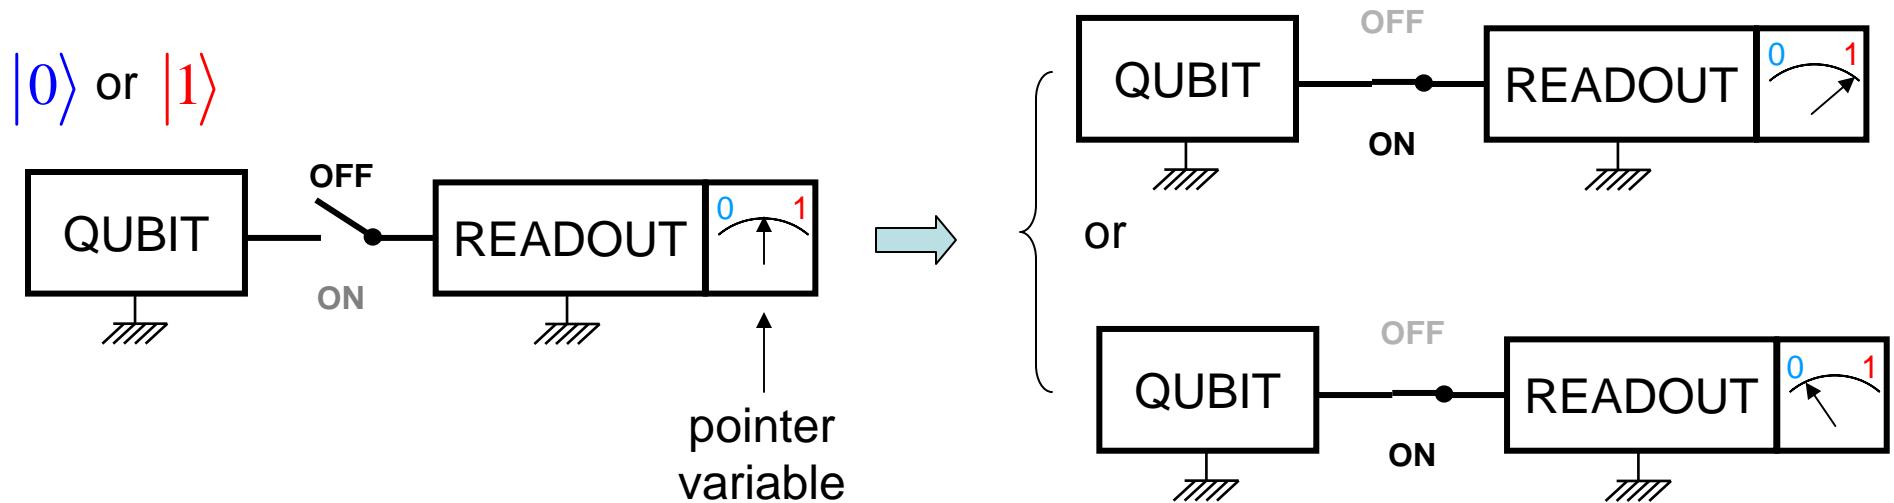 |0⟩ or |1⟩
OFF
QUBIT
ON
READOUT
0 1
pointer
variable
OFF
QUBIT
ON
READOUT
0 1
or
OFF
QUBIT
ON
READOUT
0 1